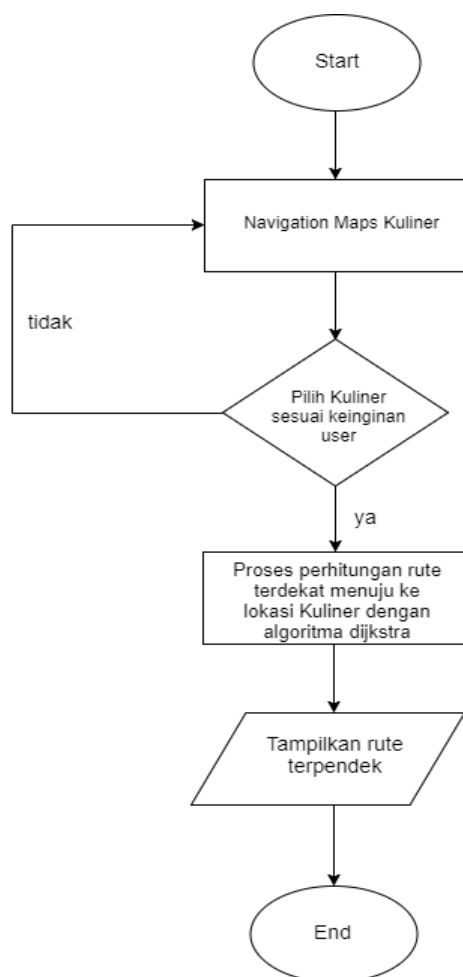 Start
Navigation Maps Kuliner
tidak
Pilih Kuliner
sesuai keinginan
user
ya
Proses perhitungan rute
terdekat menuju ke
lokasi Kuliner dengan
algoritma dijkstra
Tampilkan rute
terpendek
End